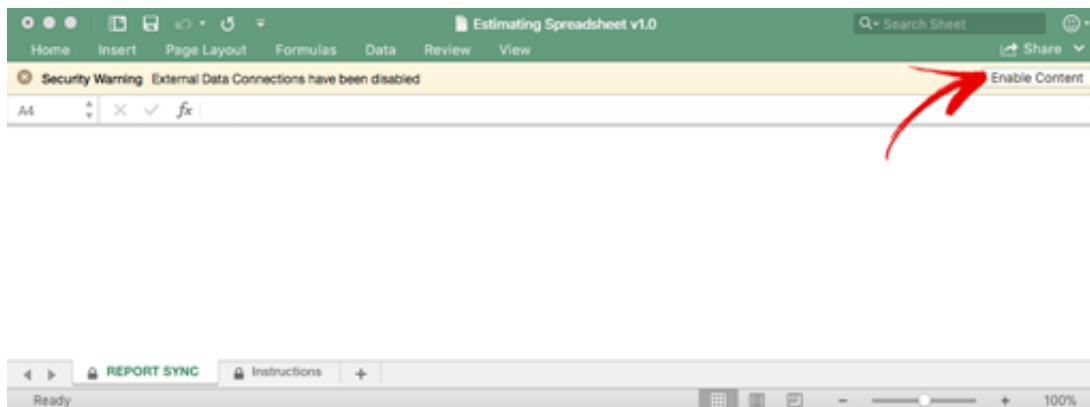 Estimating Spreadsheet v1.0
Search Sheet
Home Insert Page Layout Formulas Data Review View Share
Security Warning External Data Connections have been disabled Enable Content
A4 fx
REPORT SYNC Instructions +
Ready - + 100%